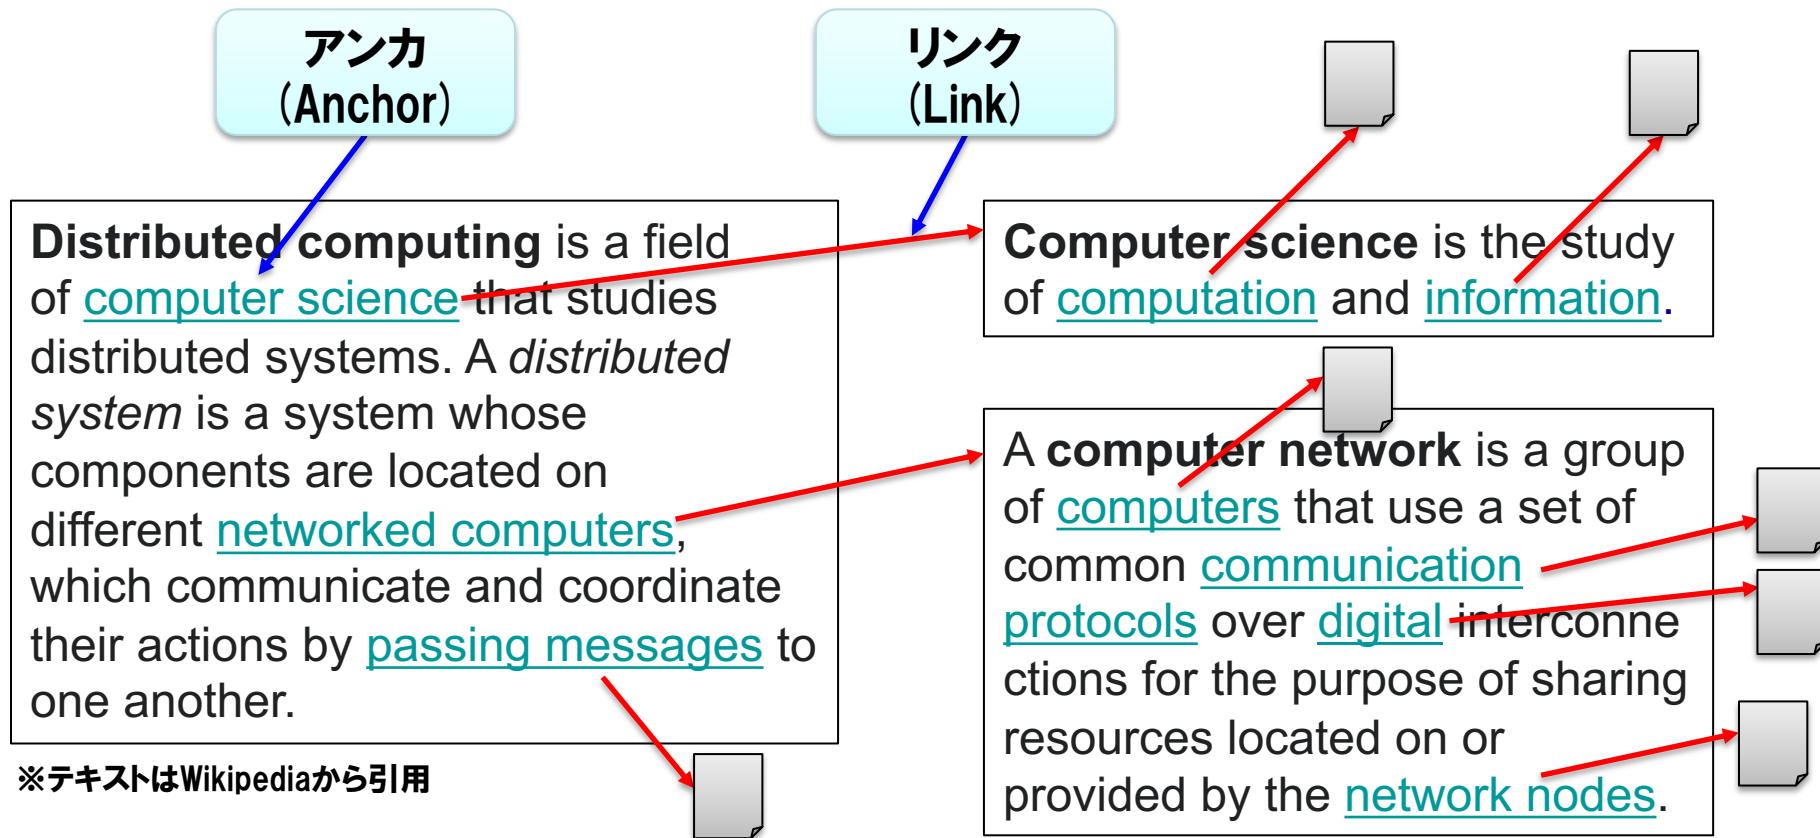 アンカ
(Anchor)
リンク
(Link)
Distributed computing is a field
of computer science that studies
distributed systems. A distributed
system is a system whose
components are located on
different networked computers,
which communicate and coordinate
their actions by passing messages to
one another.
※テキストはWikipediaから引用
Computer science is the study
of computation and information.
A computer network is a group
of computers that use a set of
common communication
protocols over digital interconne
ctions for the purpose of sharing
resources located on or
provided by the network nodes.